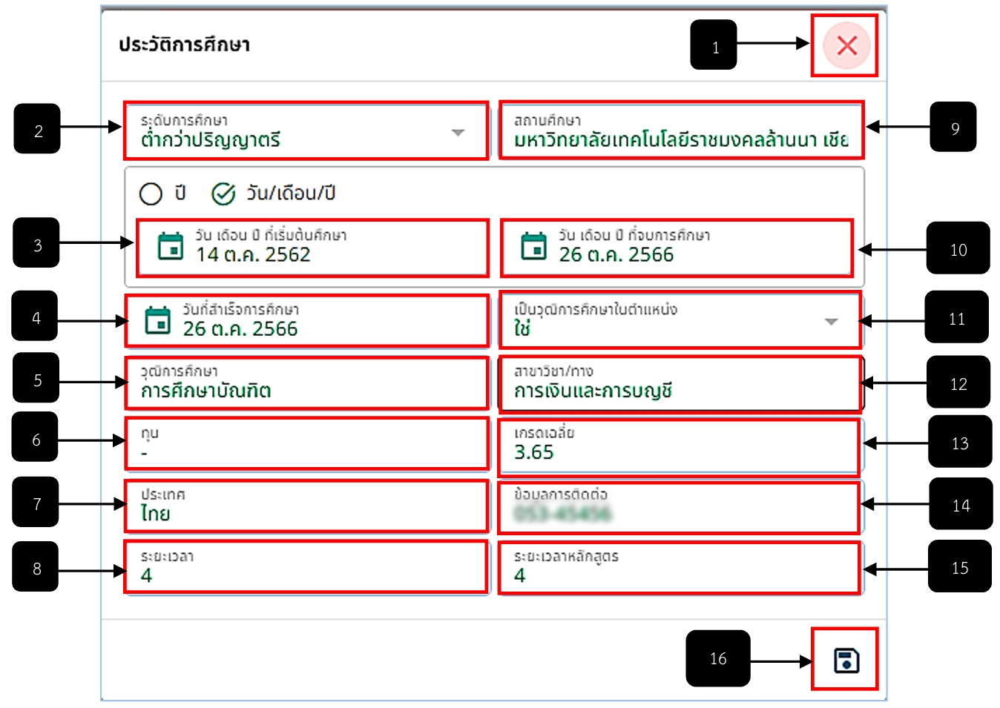 ประวัติการศึกษา
1
2
ระดับการศึกษา
ต่ำกว่าปริญญาตรี
สถานศึกษา
มหาวิทยาลัยเทคโนโลยีราชมงคลล้านนา เชีย
9
ปี วัน/เดือน/ปี
3
วัน เดือน ปี ที่เริ่มต้นศึกษา
14 ต.ค. 2562
วัน เดือน ปี ที่จบการศึกษา
26 ต.ค. 2566
10
4
วันที่สำเร็จการศึกษา
26 ต.ค. 2566
เป็นวุฒิการศึกษาในตำแหน่ง
ใช่
11
5
วุฒิการศึกษา
การศึกษาบัณฑิต
สาขาวิชา/ทาง
การเงินและการบญชี
12
6
ทุน
-
เกรดเฉลี่ย
3.65
13
7
ประเทศ
ไทย
ข้อมูลการติดต่อ
14
8
ระยะเวลา
4
ระยะเวลาหลักสูตร
4
15
16